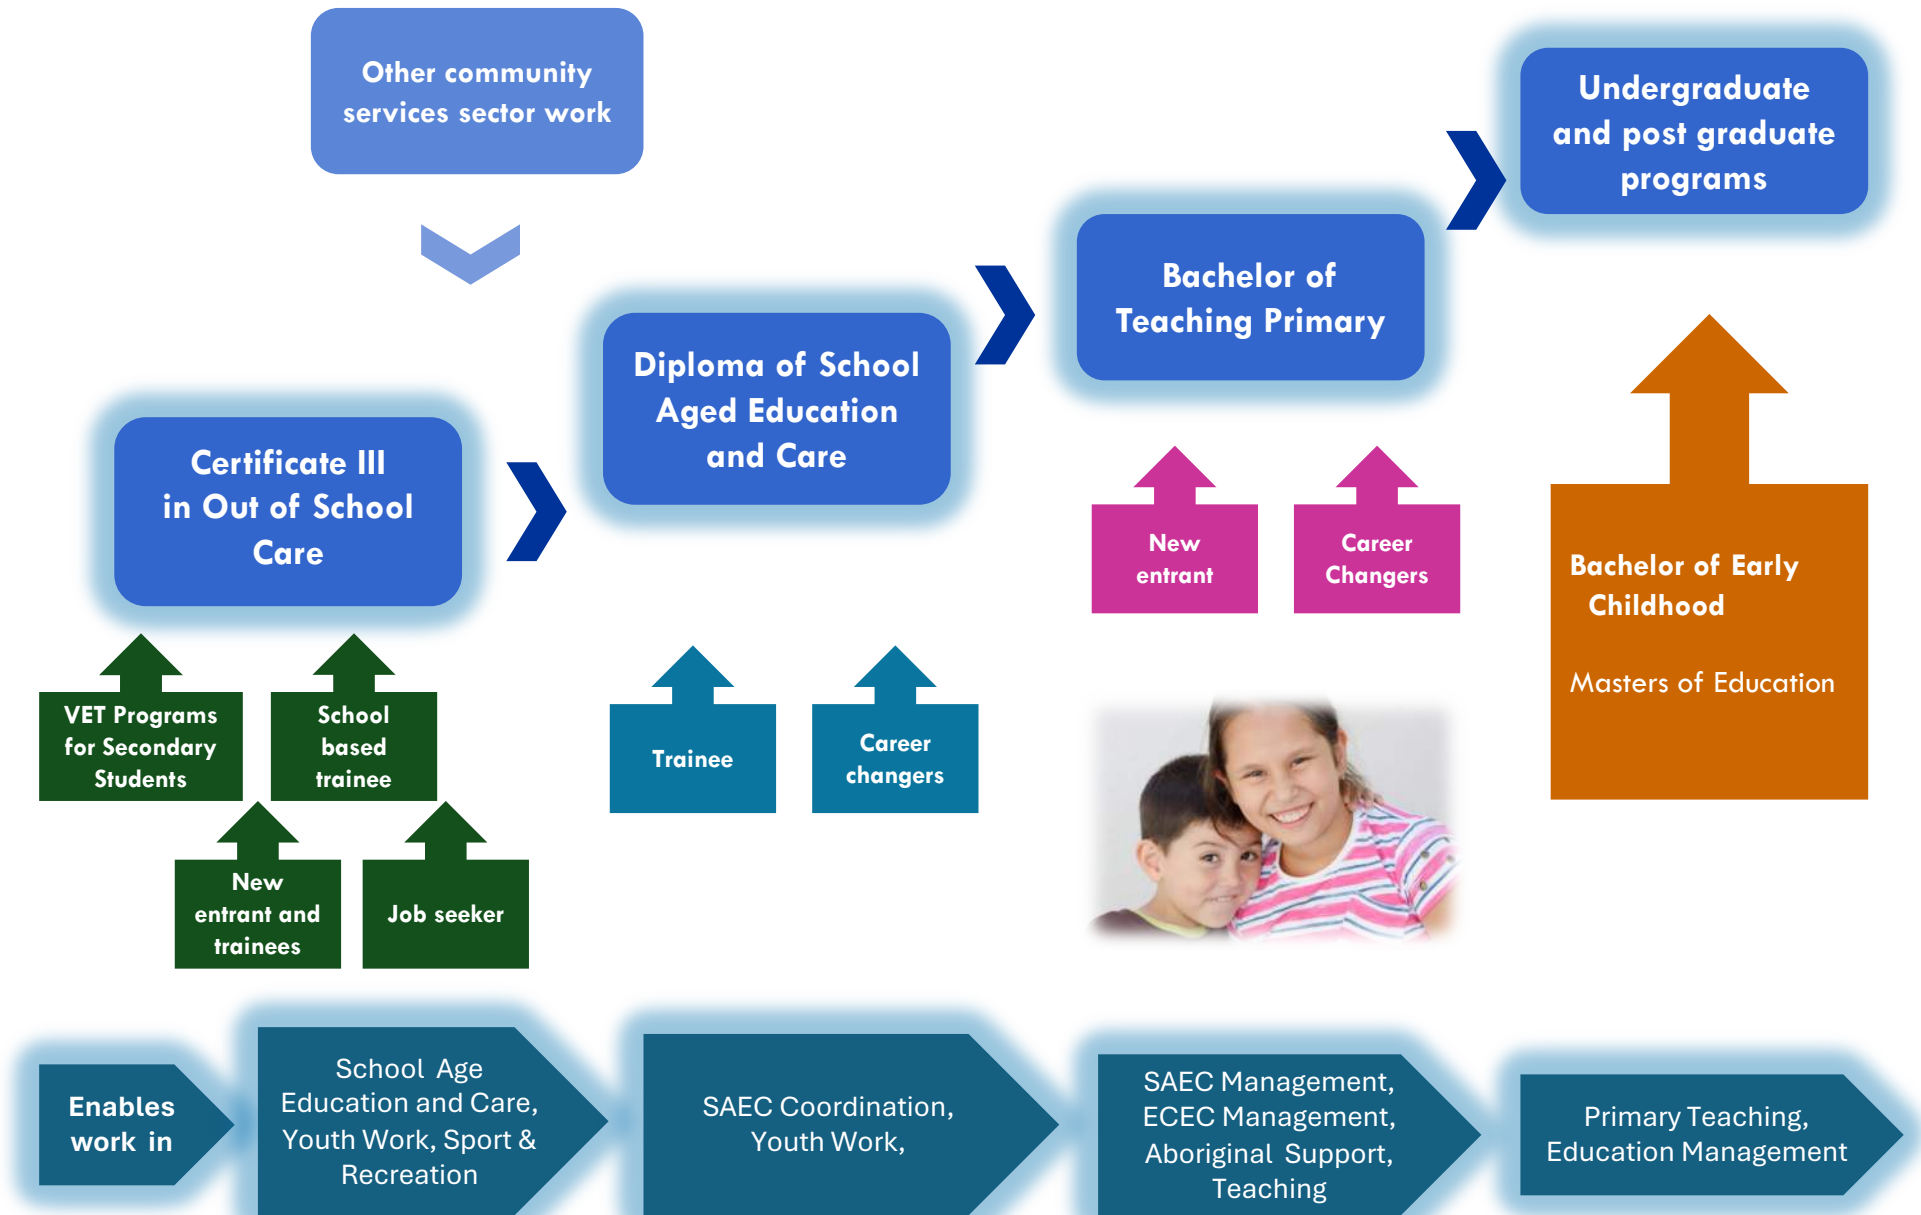 Other community
services sector work
Undergraduate
and post graduate
programs
Bachelor of
Teaching Primary
Diploma of School
Aged Education
and Care
Certificate III
in Out of School
Care
New
entrant
Career
Changers
Bachelor of Early
Childhood
Masters of Education
VET Programs
for Secondary
Students
School
based
trainee
Trainee
Career
changers
New
entrant and
trainees
Job seeker
Enables
work in
School Age
Education and Care,
Youth Work, Sport &
Recreation
SAEC Coordination,
Youth Work,
SAEC Management,
ECEC Management,
Aboriginal Support,
Teaching
Primary Teaching,
Education Management